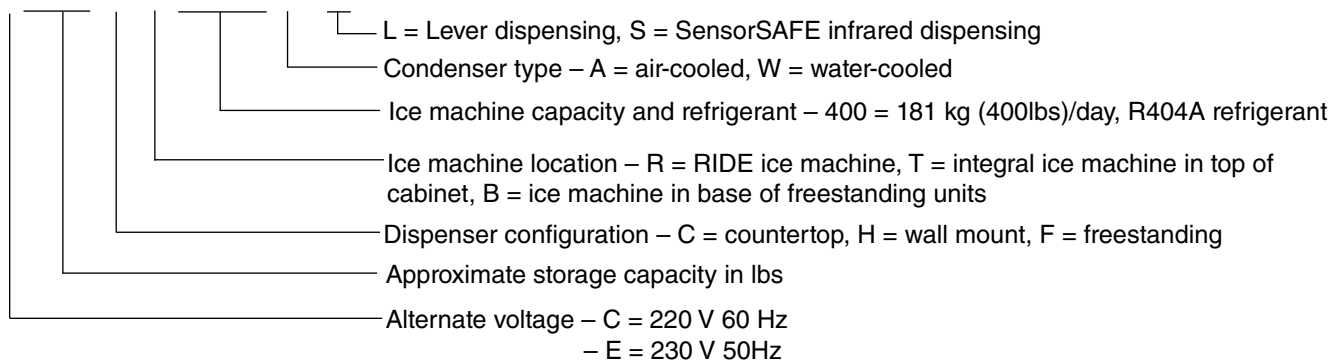 L = Lever dispensing, S = SensorSAFE infrared dispensing
Condenser type – A = air-cooled, W = water-cooled
Ice machine capacity and refrigerant – 400 = 181 kg (400lbs)/day, R404A refrigerant
Ice machine location – R = RIDE ice machine, T = integral ice machine in top of
cabinet, B = ice machine in base of freestanding units
Dispenser configuration – C = countertop, H = wall mount, F = freestanding
Approximate storage capacity in lbs
Alternate voltage – C = 220 V 60 Hz
– E = 230 V 50Hz